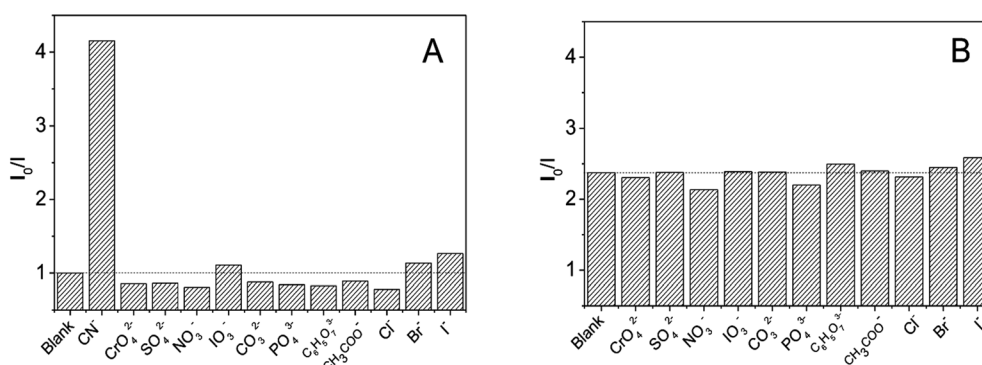 A
4
3
2
1
I₀/I
Blank
CN⁻
CrO₄²⁻
SO₄²⁻
NO₃⁻
IO₃⁻
CO₃²⁻
PO₄³⁻
C₆H₅O₇³⁻
CH₃COO⁻
Cl⁻
Br⁻
I⁻
B
4
3
2
1
I₀/I
Blank
CrO₄²⁻
SO₄²⁻
NO₃⁻
IO₃⁻
CO₃²⁻
PO₄³⁻
C₆H₅O₇³⁻
CH₃COO⁻
Cl⁻
Br⁻
I⁻